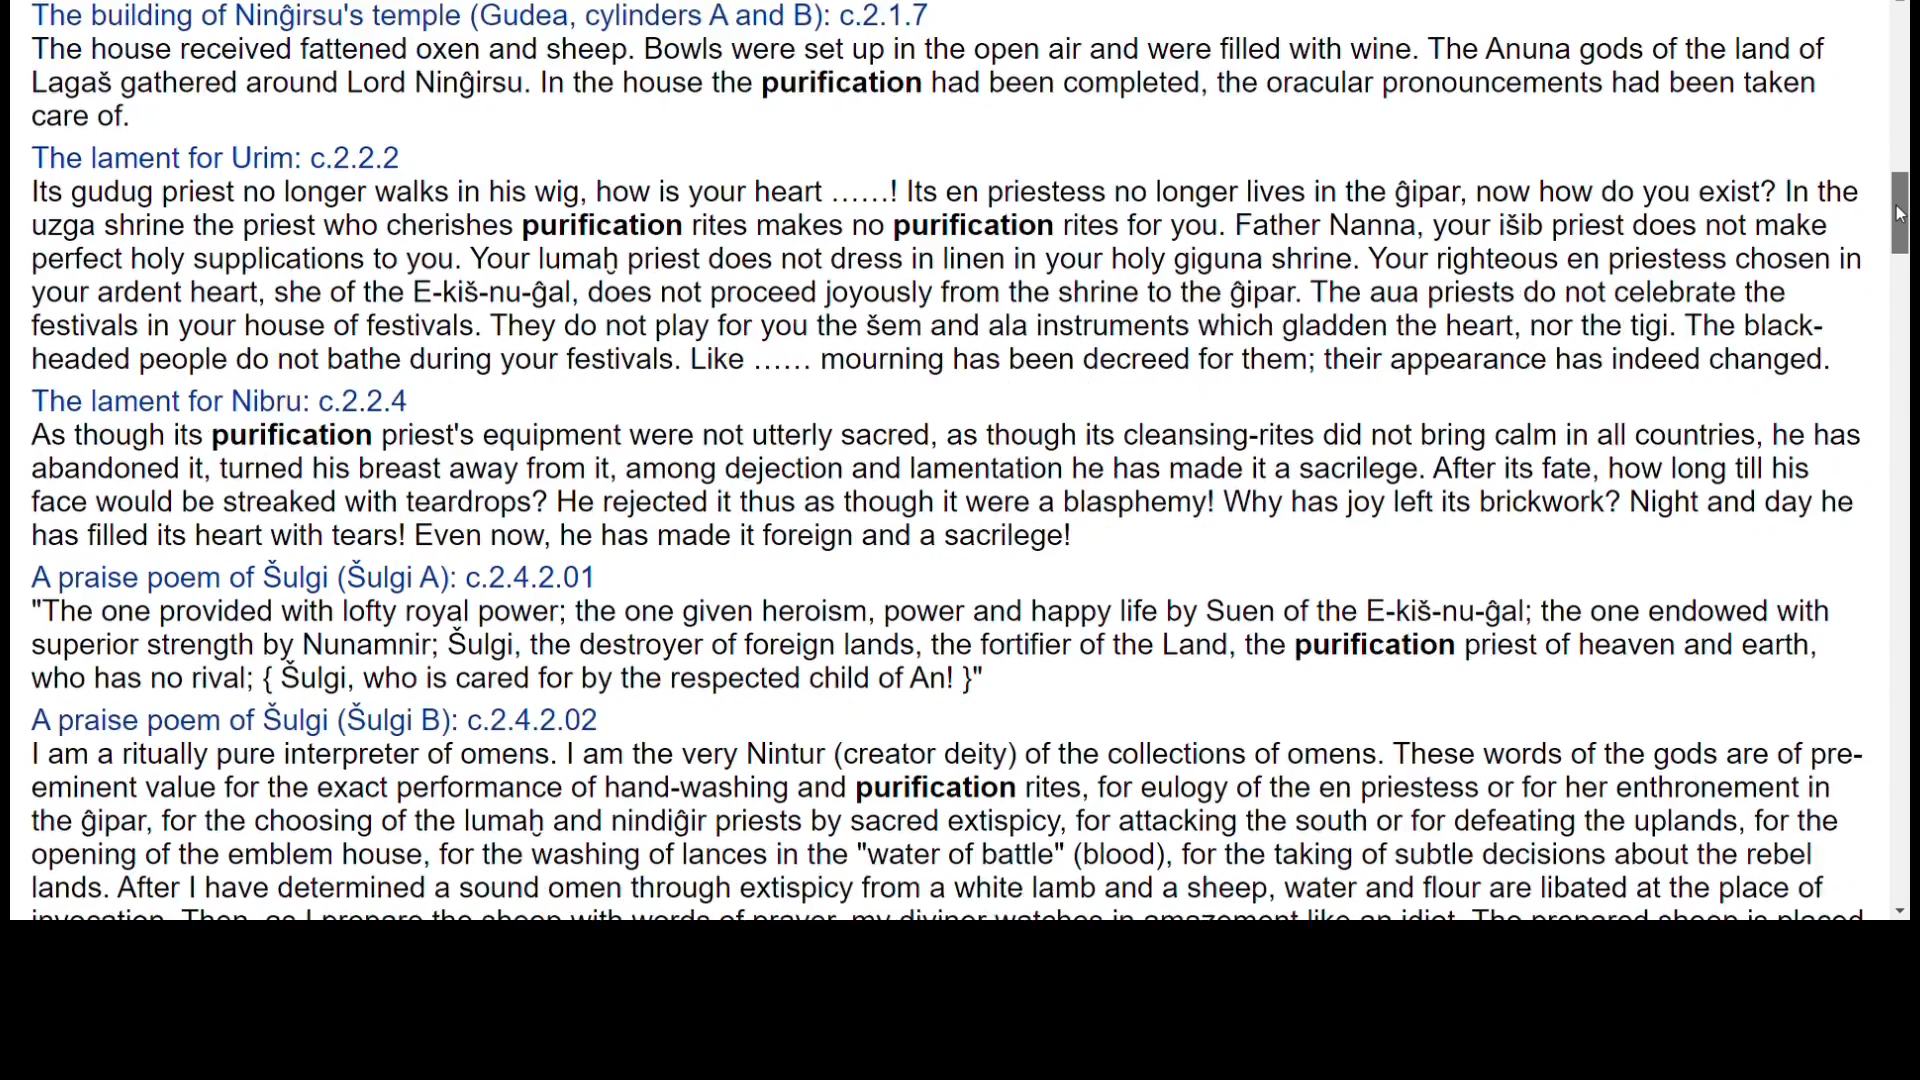 The building of Ninĝirsu's temple (Gudea, cylinders A and B): c.2.1.7
The house received fattened oxen and sheep. Bowls were set up in the open air and were filled with wine. The Anuna gods of the land of
Lagaš gathered around Lord Ninĝirsu. In the house the purification had been completed, the oracular pronouncements had been taken
care of.
The lament for Urim: c.2.2.2
Its gudug priest no longer walks in his wig, how is your heart ……! Its en priestess no longer lives in the ĝipar, now how do you exist? In the
uzga shrine the priest who cherishes purification rites makes no purification rites for you. Father Nanna, your išib priest does not make
perfect holy supplications to you. Your lumaḫ priest does not dress in linen in your holy giguna shrine. Your righteous en priestess chosen in
your ardent heart, she of the E-kiš-nu-ĝal, does not proceed joyously from the shrine to the ĝipar. The aua priests do not celebrate the
festivals in your house of festivals. They do not play for you the šem and ala instruments which gladden the heart, nor the tigi. The black-
headed people do not bathe during your festivals. Like …… mourning has been decreed for them; their appearance has indeed changed.
The lament for Nibru: c.2.2.4
As though its purification priest's equipment were not utterly sacred, as though its cleansing-rites did not bring calm in all countries, he has
abandoned it, turned his breast away from it, among dejection and lamentation he has made it a sacrilege. After its fate, how long till his
face would be streaked with teardrops? He rejected it thus as though it were a blasphemy! Why has joy left its brickwork? Night and day he
has filled its heart with tears! Even now, he has made it foreign and a sacrilege!
A praise poem of Šulgi (Šulgi A): c.2.4.2.01
"The one provided with lofty royal power; the one given heroism, power and happy life by Suen of the E-kiš-nu-ĝal; the one endowed with
superior strength by Nunamnir; Šulgi, the destroyer of foreign lands, the fortifier of the Land, the purification priest of heaven and earth,
who has no rival; { Šulgi, who is cared for by the respected child of An! }"
A praise poem of Šulgi (Šulgi B): c.2.4.2.02
I am a ritually pure interpreter of omens. I am the very Nintur (creator deity) of the collections of omens. These words of the gods are of pre-
eminent value for the exact performance of hand-washing and purification rites, for eulogy of the en priestess or for her enthronement in
the ĝipar, for the choosing of the lumaḫ and nindiĝir priests by sacred extispicy, for attacking the south or for defeating the uplands, for the
opening of the emblem house, for the washing of lances in the "water of battle" (blood), for the taking of subtle decisions about the rebel
lands. After I have determined a sound omen through extispicy from a white lamb and a sheep, water and flour are libated at the place of
invocation. Then, as I prepare the sheep with words of prayer, my diviner watches in amazement like an idiot. The prepared sheep is placed